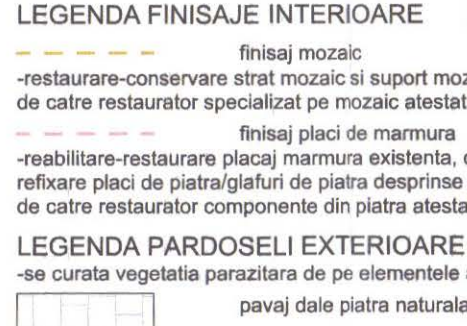 LEGENDA FINISAJE INTERIOARE
finisaj mozaic
-restaurare-conservare strat mozaic si suport
de catre restaurator specializat pe mozaic atestat
finisaj placi de marmura
-reabilitare-restaurare placaj marmura existenta,
refixare placi de piatra/glafuri de piatra desprinse
de catre restaurator componente din piatra
LEGENDA PARDOSELI EXTERIOARE
-se curata vegetatia parazitara de pe elementele
pavaj dale piatra naturala